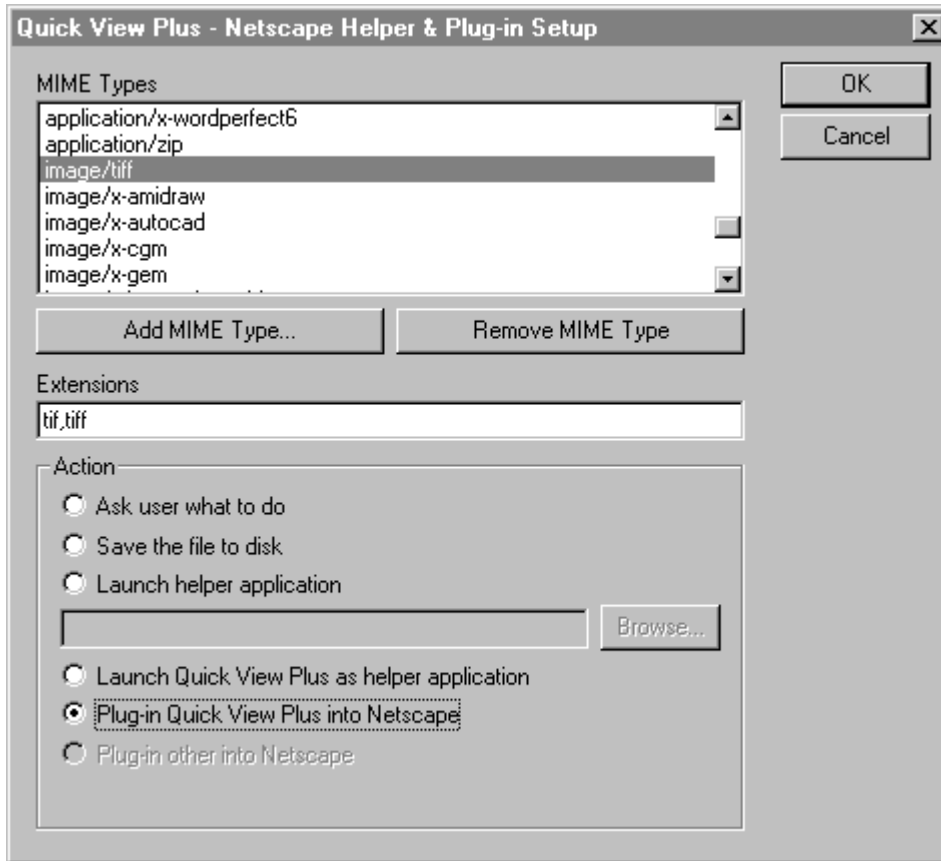 Quick View Plus - Netscape Helper & Plug-in Setup
MIME Types
OK
application/x-wordperfect6
application/zip
Cancel
image/tiff
image/x-amidraw
image/x-autocad
image/x-cgm
image/x-gem
Add MIME Type...
Remove MIME Type
Extensions
tif,tiff
Action
Ask user what to do
Save the file to disk
Launch helper application
Browse...
Launch Quick View Plus as helper application
Plug-in Quick View Plus into Netscape
Plug-in other into Netscape